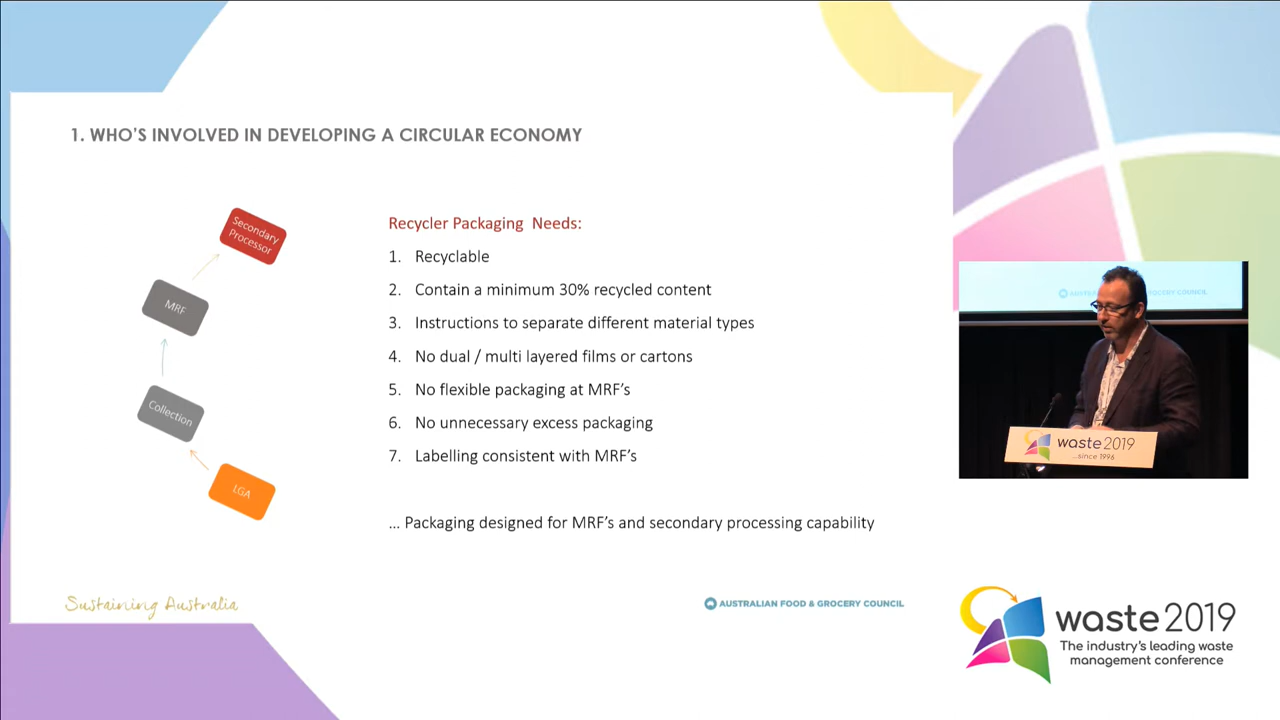 1. WHO'S INVOLVED IN DEVELOPING A CIRCULAR ECONOMY
Secondary
Processor
MRF
Collection
LGA
Recycler Packaging Needs:
1. Recyclable
2. Contain a minimum 30% recycled content
3. Instructions to separate different material types
4. No dual / multi layered films or cartons
5. No flexible packaging at MRF's
6. No unnecessary excess packaging
7. Labelling consistent with MRF's
... Packaging designed for MRF's and secondary processing capability
Sustaining Australia
AUSTRALIAN FOOD & GROCERY COUNCIL
GROCERY COUNCIL
waste 2019
...since 1996
waste 2019
The industry's leading waste
management conference